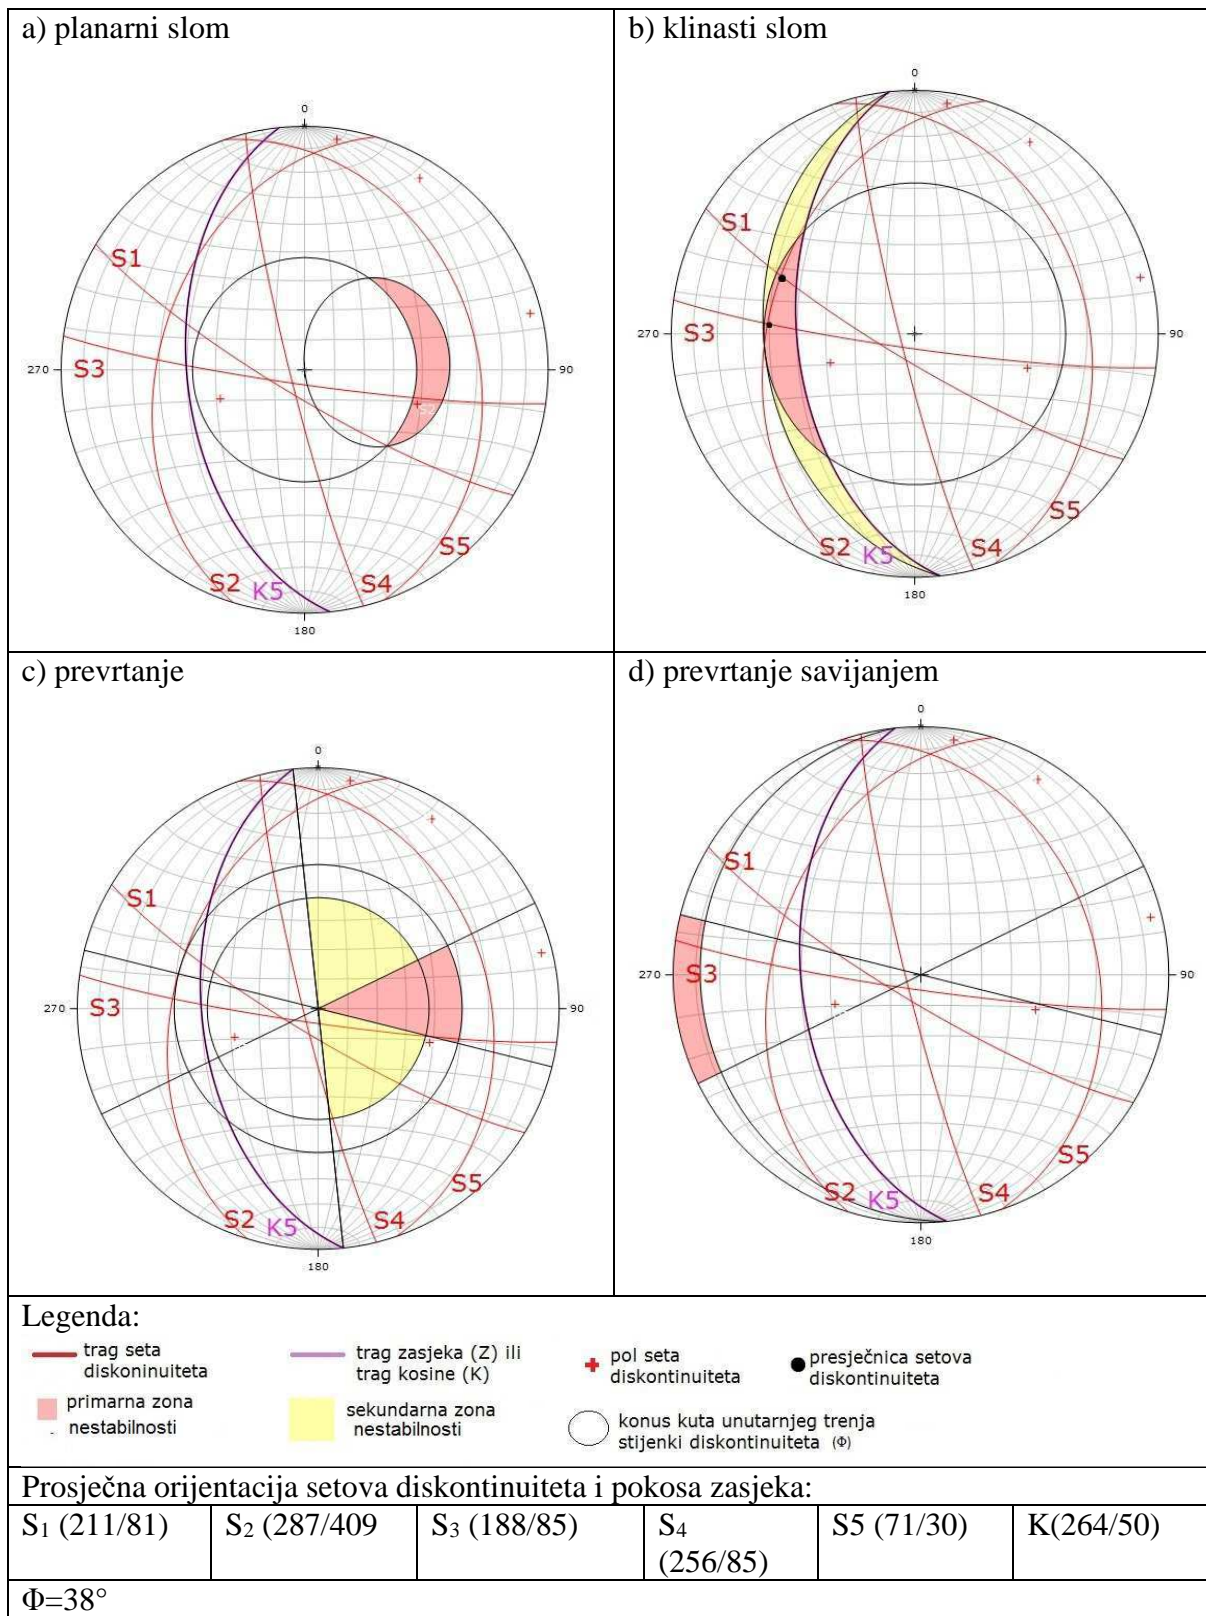 a) planarni slom
0
S1
S3
270
90
S2
S2
K5
S4
S5
180
b) klinasti slom
0
S1
270
S3
90
S2
K5
S4
S5
180
c) prevrtanje
0
S1
270
S3
90
S2
K5
S4
S5
180
d) prevrtanje savijanjem
0
S1
270
S3
90
S2
K5
S4
S5
180
Legenda:
trag seta
diskoninuiteta
trag zasjeka (Z) ili
trag kosine (K)
pol seta
diskontinuiteta
presječnica setova
diskontinuiteta
primarna zona
nestabilnosti
sekundarna zona
nestabilnosti
konus kuta unutarnjeg trenja
stijenki diskontinuiteta (Φ)
Prosječna orijentacija setova diskontinuiteta i pokosa zasjeka:
S₁ (211/81)
S₂ (287/409
S₃ (188/85)
S₄
(256/85)
S5 (71/30)
K(264/50)
Φ=38°